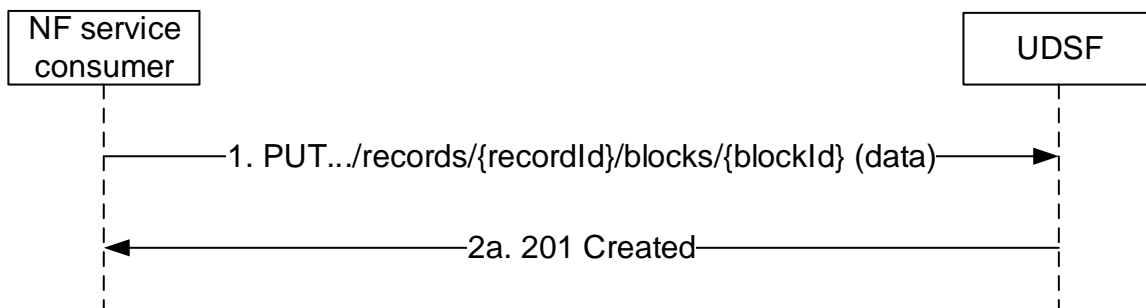 NF service
consumer
UDSF
1. PUT.../records/{recordId}/blocks/{blockId} (data)
2a. 201 Created